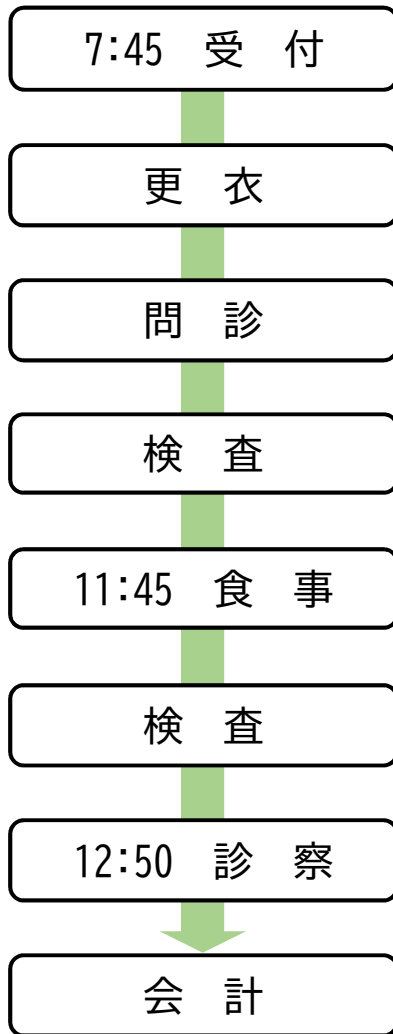 7:45 受　付
更　衣
問　診
検　査
11:45 食　事
検　査
12:50 診　察
会　計